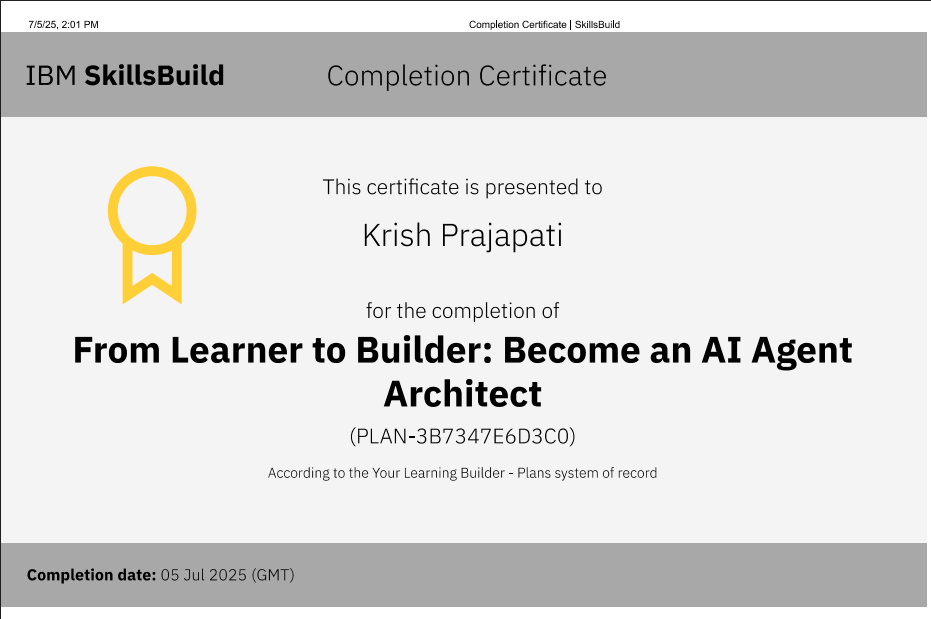 7/5/25, 2:01 PM Completion Certificate | SkillsBuild
IBM SkillsBuild Completion Certificate
This certificate is presented to
Krish Prajapati
for the completion of
From Learner to Builder: Become an AI Agent
Architect
(PLAN-3B7347E6D3C0)
According to the Your Learning Builder - Plans system of record
Completion date: 05 Jul 2025 (GMT)